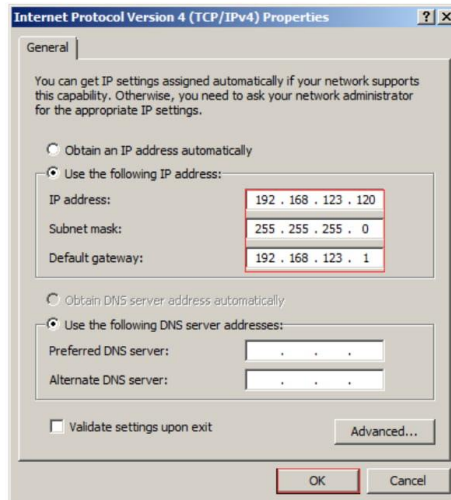 Internet Protocol Version 4 (TCP/IPv4) Properties
General
You can get IP settings assigned automatically if your network supports
this capability. Otherwise, you need to ask your network administrator
for the appropriate IP settings.
Obtain an IP address automatically
Use the following IP address:
IP address: 192 . 168 . 123 . 120
Subnet mask: 255 . 255 . 255 . 0
Default gateway: 192 . 168 . 123 . 1
Obtain DNS server address automatically
Use the following DNS server addresses:
Preferred DNS server: . . .
Alternate DNS server: . . .
Validate settings upon exit
Advanced...
OK Cancel